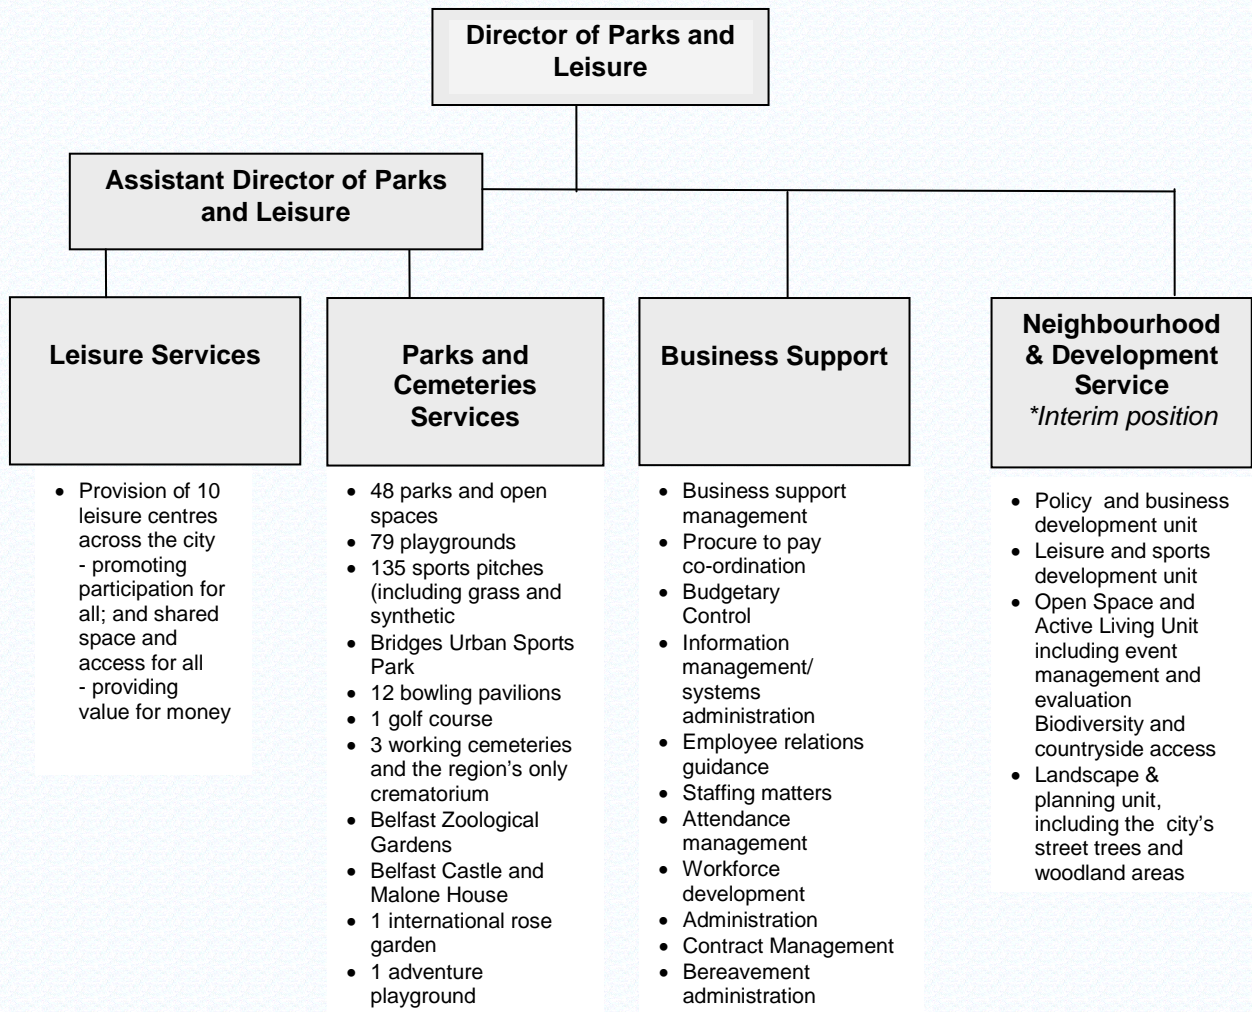 Director of Parks and
Leisure
Assistant Director of Parks
and Leisure
Leisure Services
Parks and
Cemeteries
Services
Business Support
Neighbourhood
& Development
Service
*Interim position
• Provision of 10
leisure centres
across the city
- promoting
participation for
all; and shared
space and
access for all
- providing
value for money
• 48 parks and open
spaces
• 79 playgrounds
• 135 sports pitches
(including grass and
synthetic
• Bridges Urban Sports
Park
• 12 bowling pavilions
• 1 golf course
• 3 working cemeteries
and the region's only
crematorium
• Belfast Zoological
Gardens
• Belfast Castle and
Malone House
• 1 international rose
garden
• 1 adventure
playground
• Business support
management
• Procure to pay
co-ordination
• Budgetary
Control
• Information
management/
systems
administration
• Employee relations
guidance
• Staffing matters
• Attendance
management
• Workforce
development
• Administration
• Contract Management
• Bereavement
administration
• Policy and business
development unit
• Leisure and sports
development unit
• Open Space and
Active Living Unit
including event
management and
evaluation
Biodiversity and
countryside access
• Landscape &
planning unit,
including the city's
street trees and
woodland areas